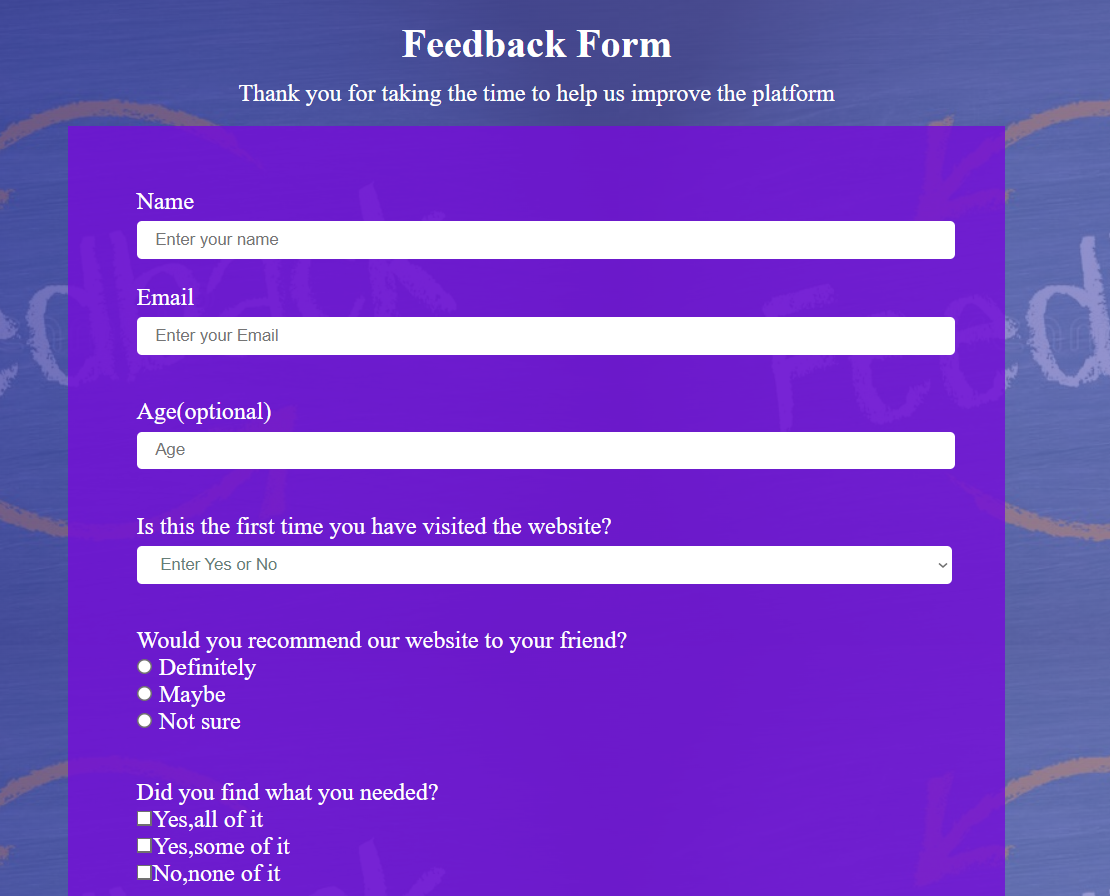 Feedback Form
Thank you for taking the time to help us improve the platform
Name
Enter your name
Email
Enter your Email
Age(optional)
Age
Is this the first time you have visited the website?
Enter Yes or No
Would you recommend our website to your friend?
Definitely
Maybe
Not sure
Did you find what you needed?
Yes,all of it
Yes,some of it
No,none of it
edback
Feed